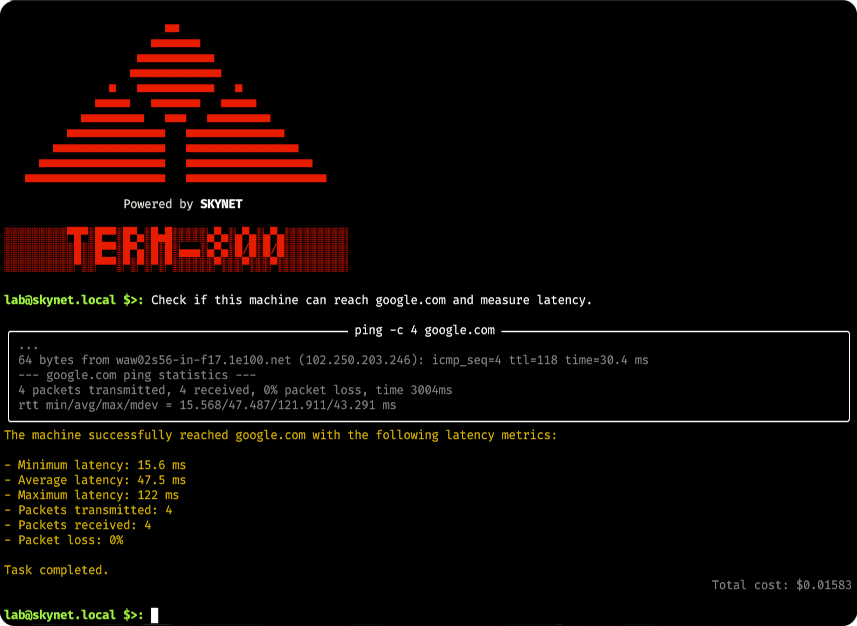 Powered by SKYNET
TERM-800
lab@skynet.local $>: Check if this machine can reach google.com and measure latency.
ping -c 4 google.com
...
64 bytes from waw02s56-in-f17.1e100.net (102.250.203.246): icmp_seq=4 ttl=118 time=30.4 ms
--- google.com ping statistics ---
4 packets transmitted, 4 received, 0% packet loss, time 3004ms
rtt min/avg/max/mdev = 15.568/47.487/121.911/43.291 ms
The machine successfully reached google.com with the following latency metrics:
- Minimum latency: 15.6 ms
- Average latency: 47.5 ms
- Maximum latency: 122 ms
- Packets transmitted: 4
- Packets received: 4
- Packet loss: 0%
Task completed.
Total cost: $0.01583
lab@skynet.local $>: